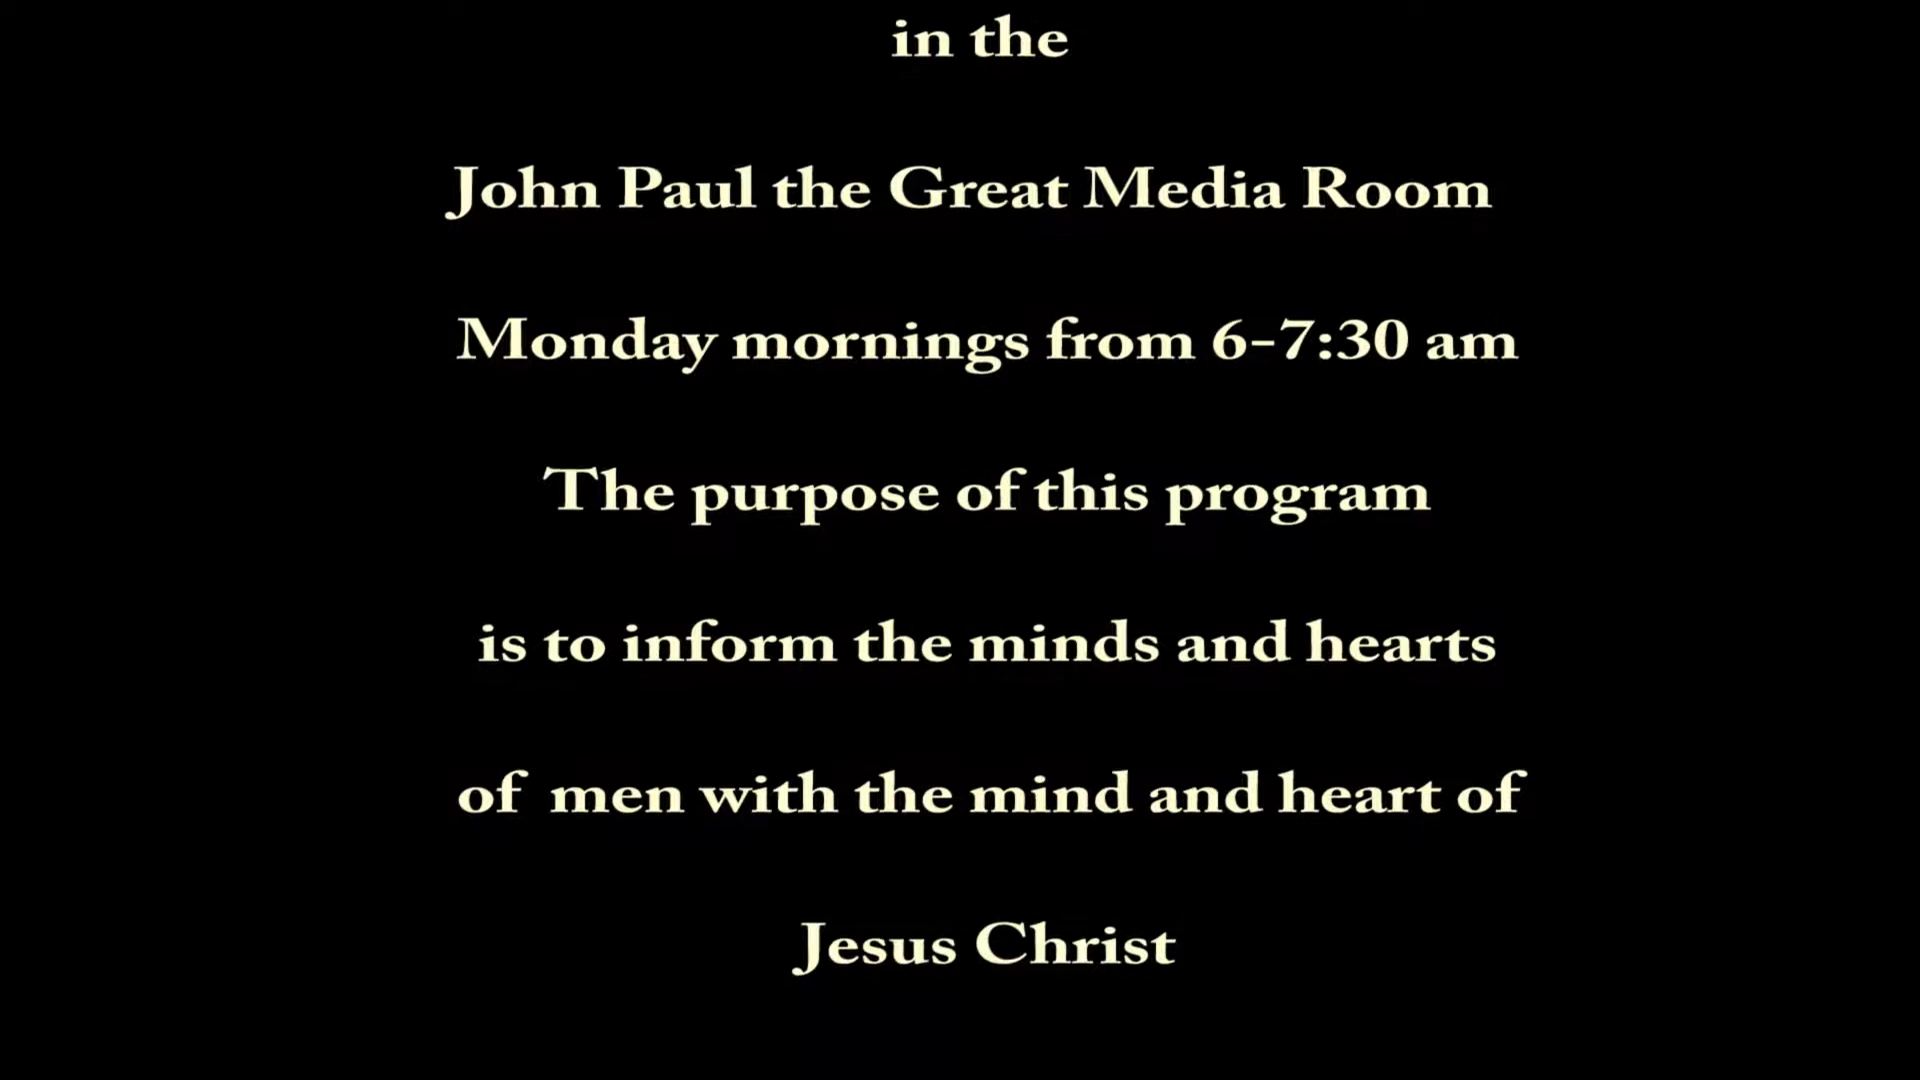 in the
John Paul the Great Media Room
Monday mornings from 6-7:30 am
The purpose of this program
is to inform the minds and hearts
of men with the mind and heart of
Jesus Christ